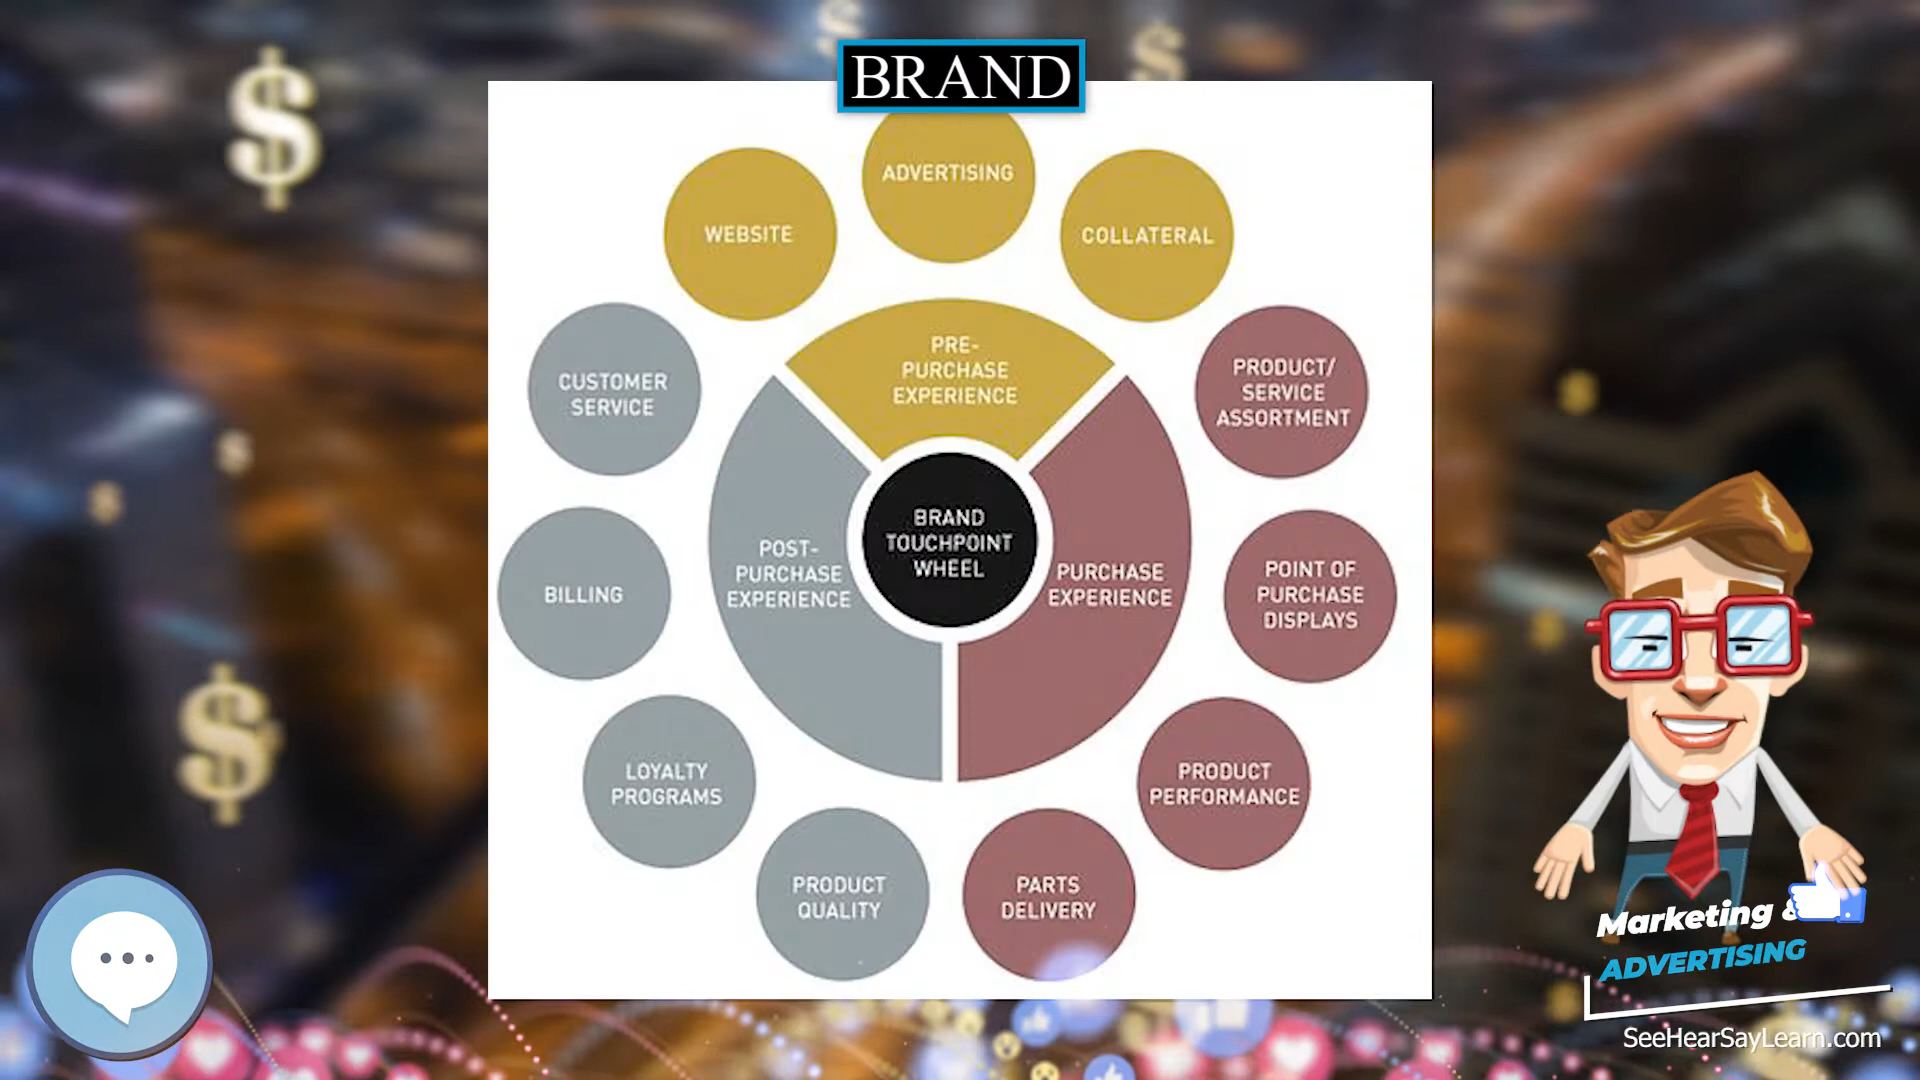 BRAND
ADVERTISING
WEBSITE
COLLATERAL
PRE-
PURCHASE
EXPERIENCE
CUSTOMER
SERVICE
PRODUCT/
SERVICE
ASSORTMENT
BRAND
TOUCHPOINT
WHEEL
POST-
PURCHASE
EXPERIENCE
PURCHASE
EXPERIENCE
BILLING
POINT OF
PURCHASE
DISPLAYS
LOYALTY
PROGRAMS
PRODUCT
PERFORMANCE
PRODUCT
QUALITY
PARTS
DELIVERY
Marketing &
ADVERTISING
SeeHearSayLearn.com